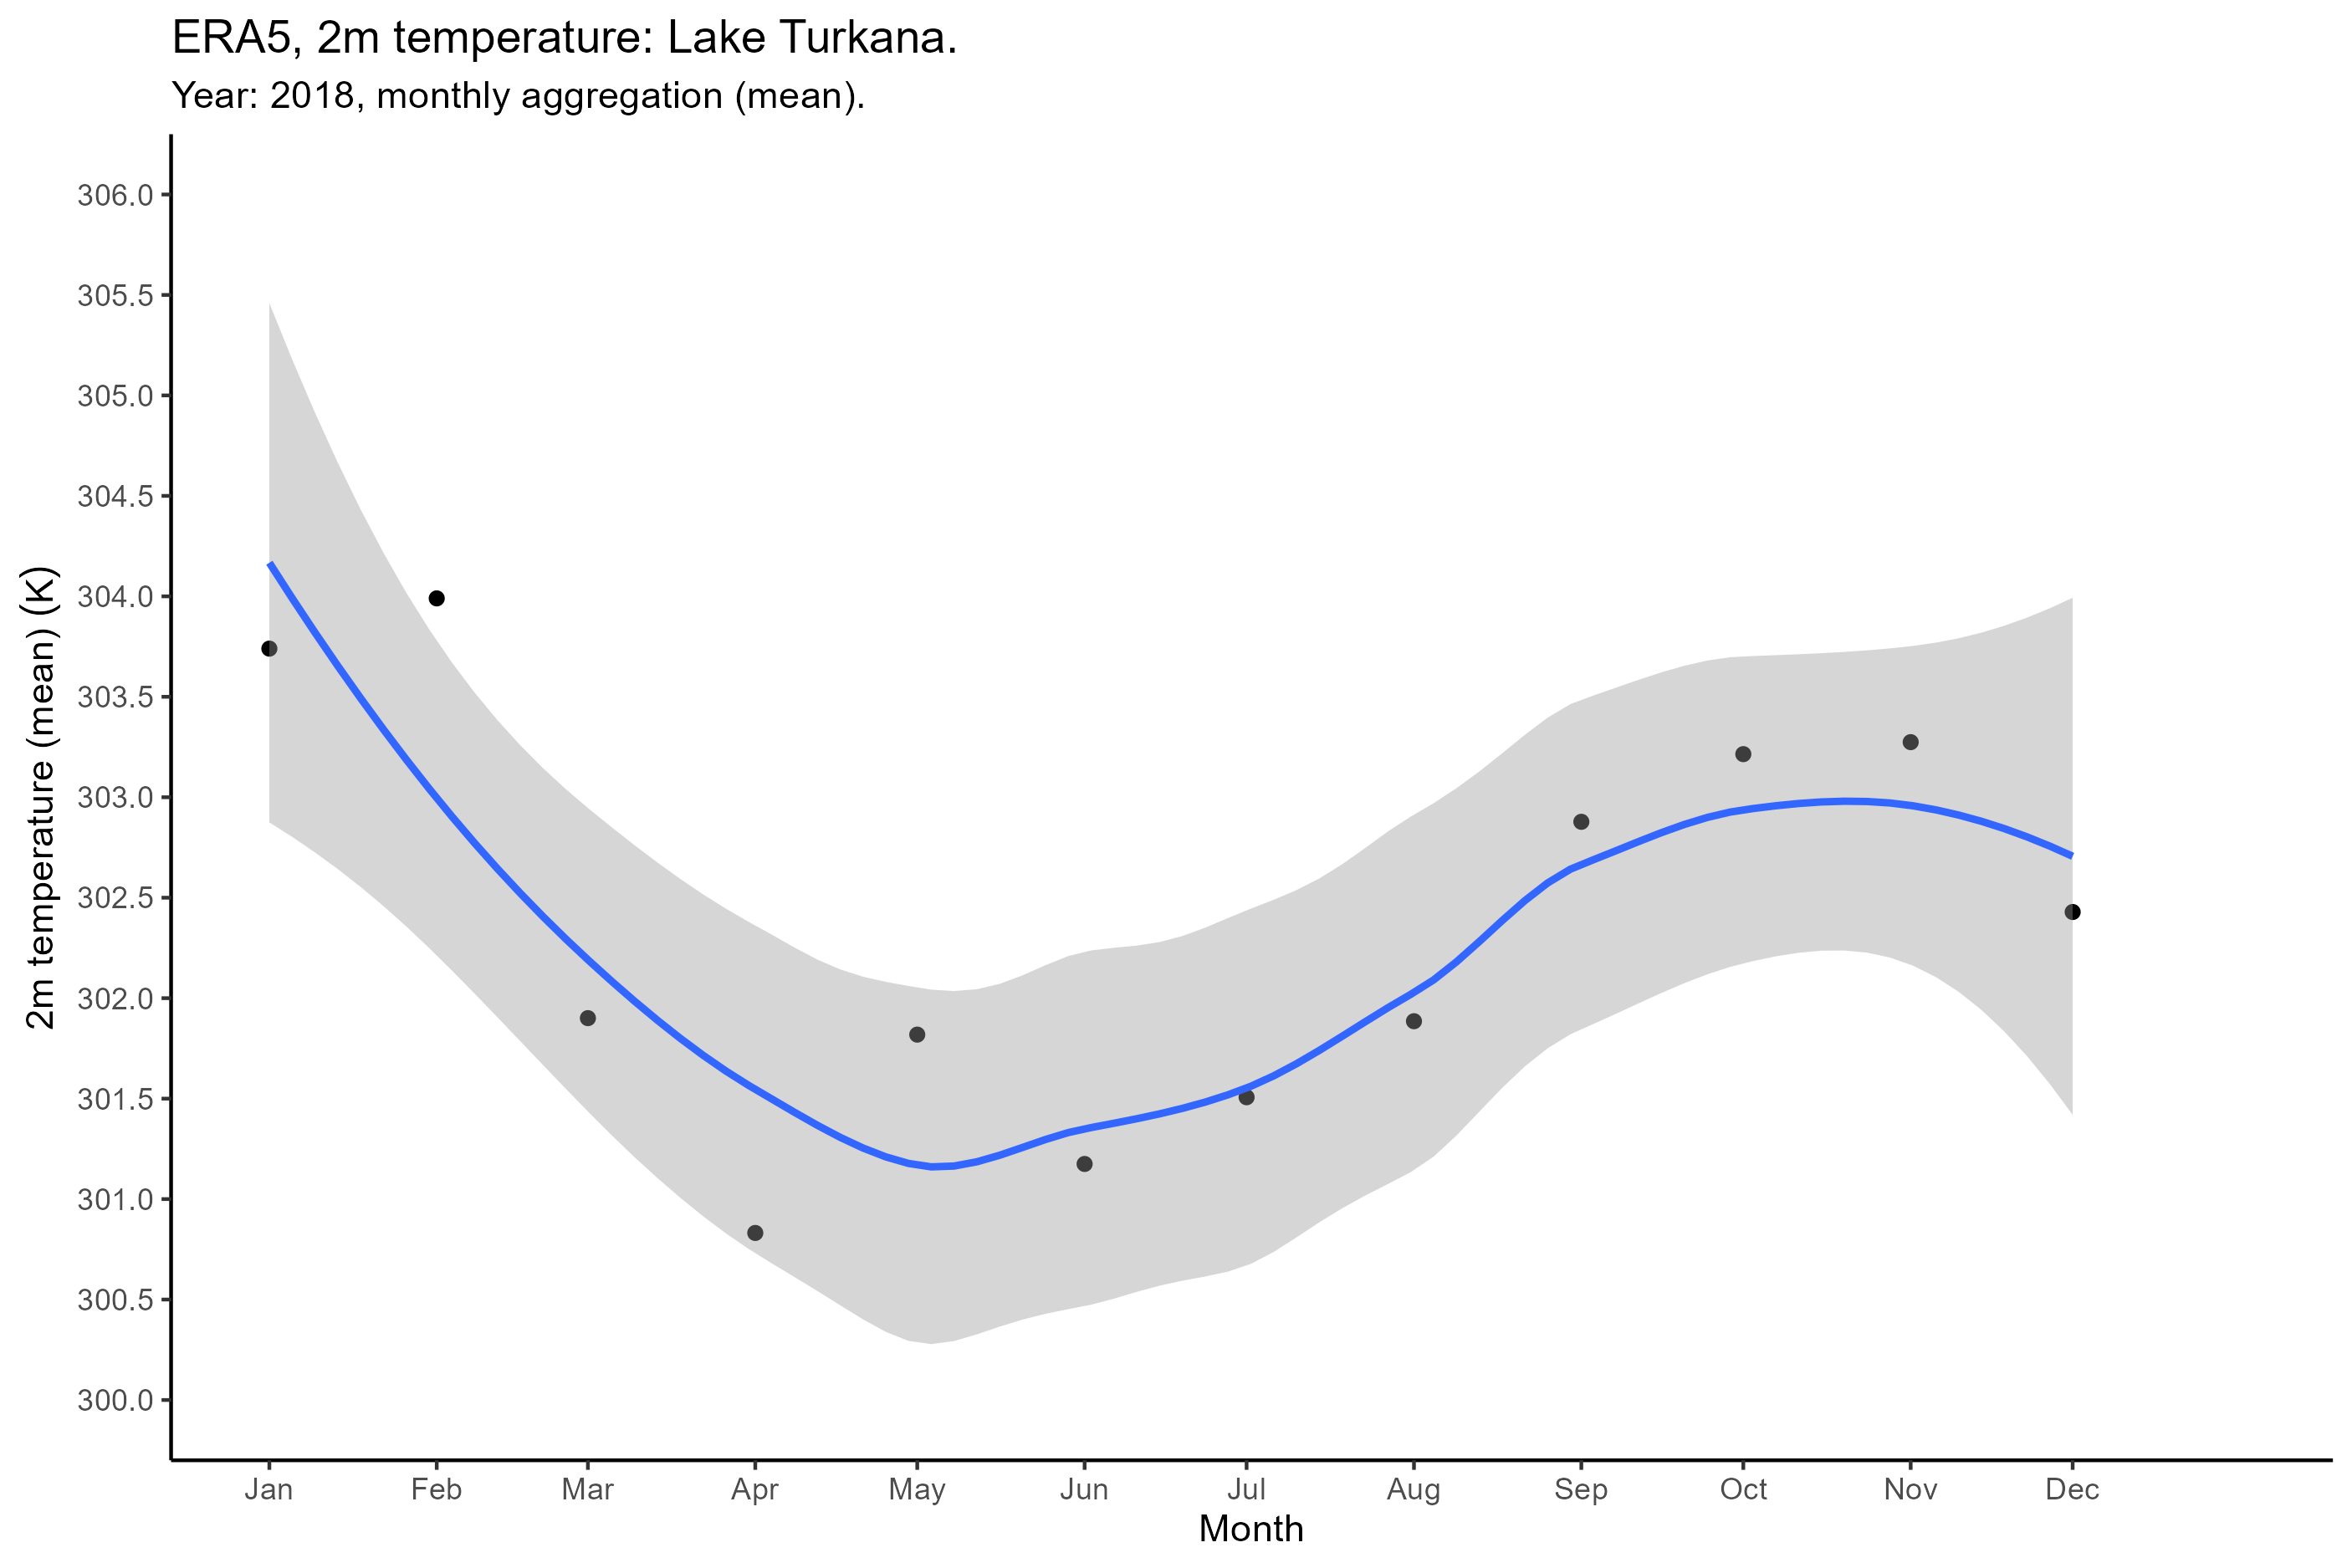 ERA5, 2m temperature: Lake Turkana.
Year: 2018, monthly aggregation (mean).
2m temperature (mean) (K)
306.0
305.5
305.0
304.5
304.0
303.5
303.0
302.5
302.0
301.5
301.0
300.5
300.0
Jan Feb Mar Apr May Jun Jul Aug Sep Oct Nov Dec
Month